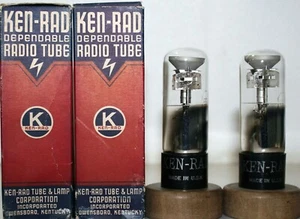 KEN-RAD
DEPENDABLE
RADIO TUBE
K
KEN-RAD
KEN-RAD TUBE & LAMP
CORPORATION
INCORPORATED
OWENSBORO, KENTUCKY
KEN-RAD
DEPENDABLE
RADIO TUBE
K
KEN-RAD
KEN-RAD TUBE & LAMP
CORPORATION
INCORPORATED
OWENSBORO, KENTUCKY
KEN-RA
MADE IN U.S.A.
KEN-RAD
MADE IN U.S.A.